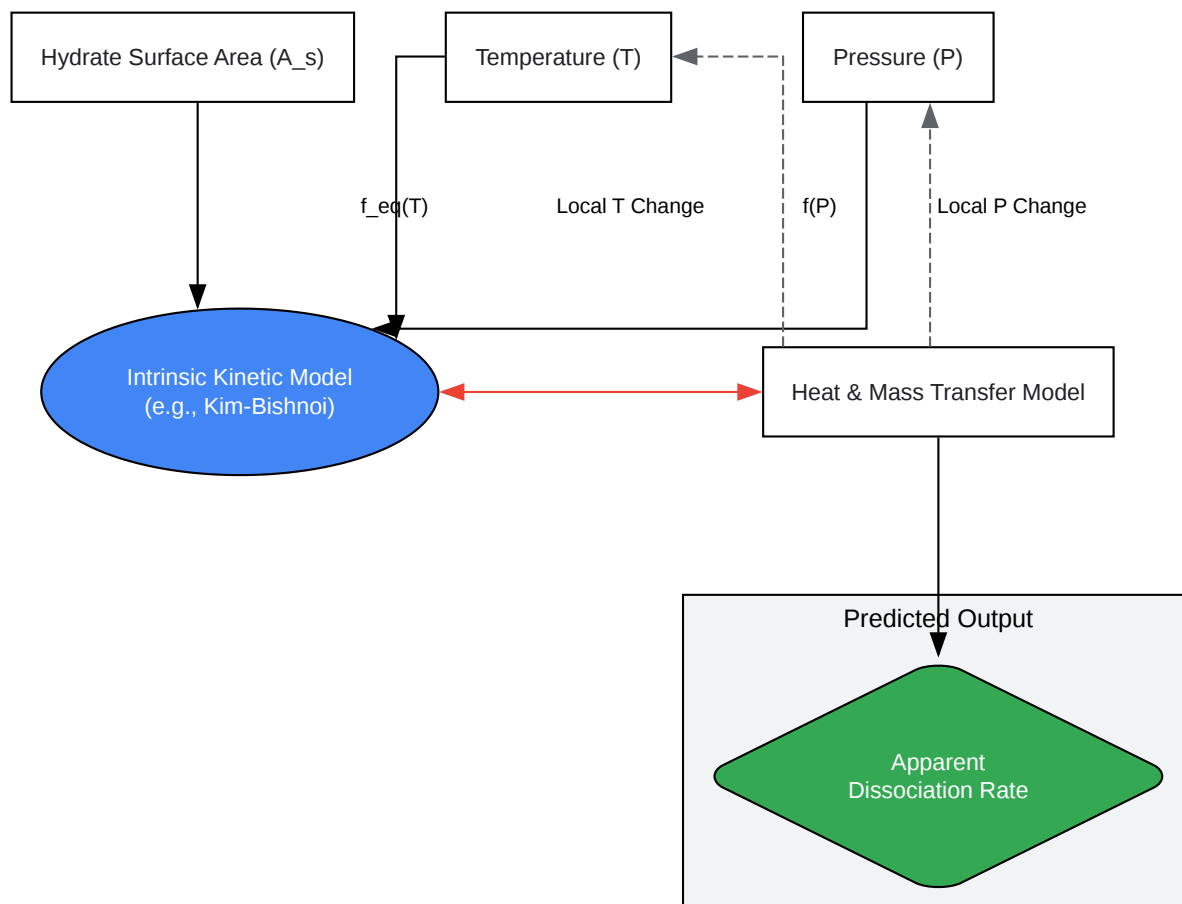 Hydrate Surface Area (A_s)
Temperature (T)
Pressure (P)
f_eq(T)
Local T Change
f(P)
Local P Change
Intrinsic Kinetic Model
(e.g., Kim-Bishnoi)
Heat & Mass Transfer Model
Predicted Output
Apparent
Dissociation Rate